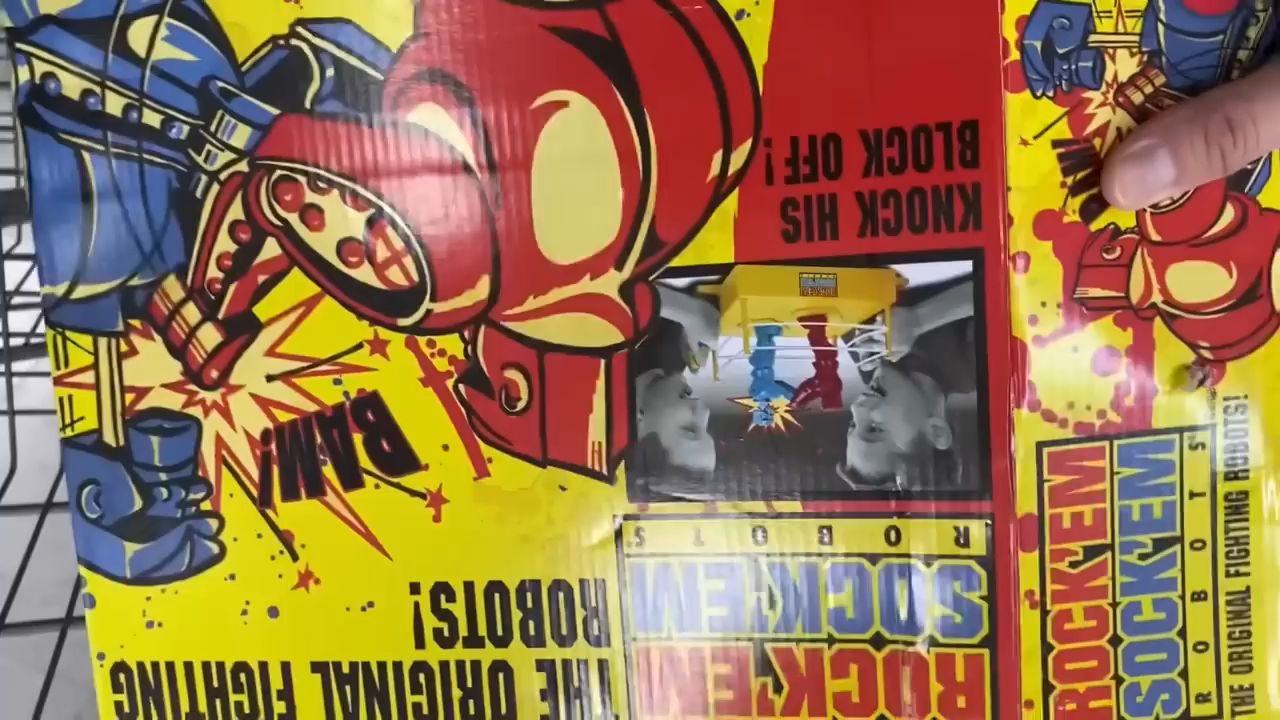 ROCK'EM
SOCK'EM
ROBOTS
THE ORIGINAL FIGHTING
ROBOTS!
BAM!
KNOCK HIS
BLOCK OFF!
ROCK'EM
SOCK'EM
ROBOTS
THE ORIGINAL FIGHTING ROBOTS!